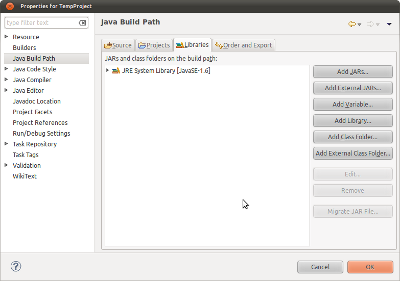 Properties for TempProject
type filter text
Resource
Builders
Java Build Path
Java Code Style
Java Compiler
Java Editor
Javadoc Location
Project Facets
Project References
Run/Debug Settings
Task Repository
Task Tags
Validation
WikiText
Java Build Path
Source
Projects
Libraries
Order and Export
JARs and class folders on the build path:
JRE System Library [JavaSE-1.6]
Add JARs...
Add External JARs...
Add Variable...
Add Library...
Add Class Folder...
Add External Class Folder...
Edit...
Remove
Migrate JAR File...
Cancel
OK